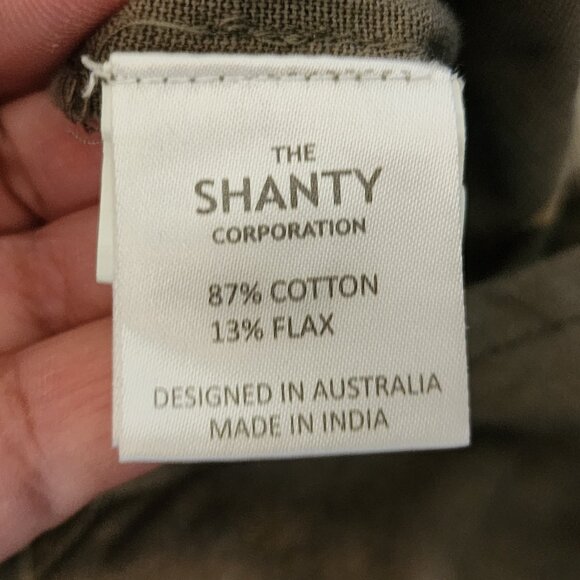 THE
SHANTY
CORPORATION
87% COTTON
13% FLAX
DESIGNED IN AUSTRALIA
MADE IN INDIA